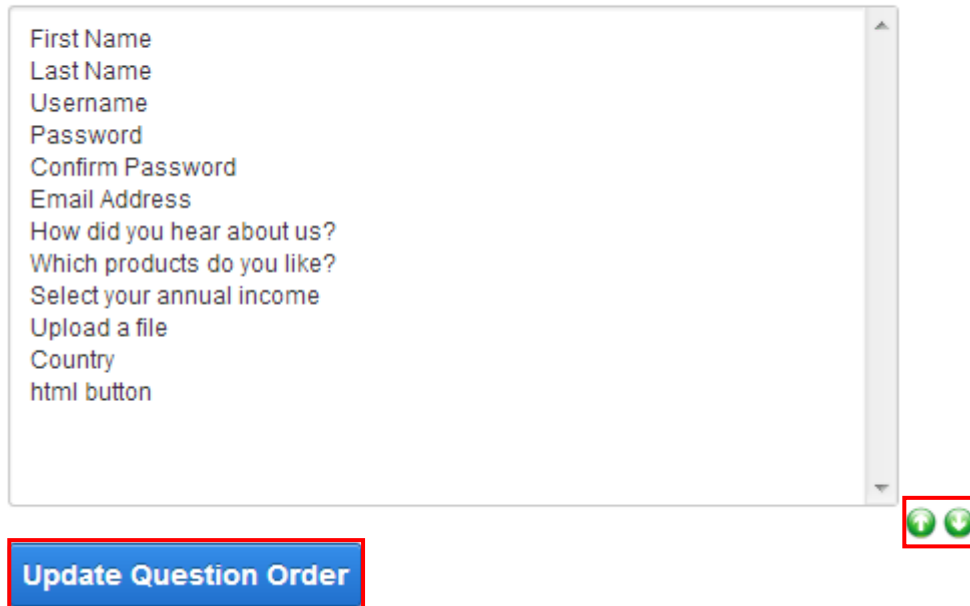 First Name
Last Name
Username
Password
Confirm Password
Email Address
How did you hear about us?
Which products do you like?
Select your annual income
Upload a file
Country
html button
Update Question Order